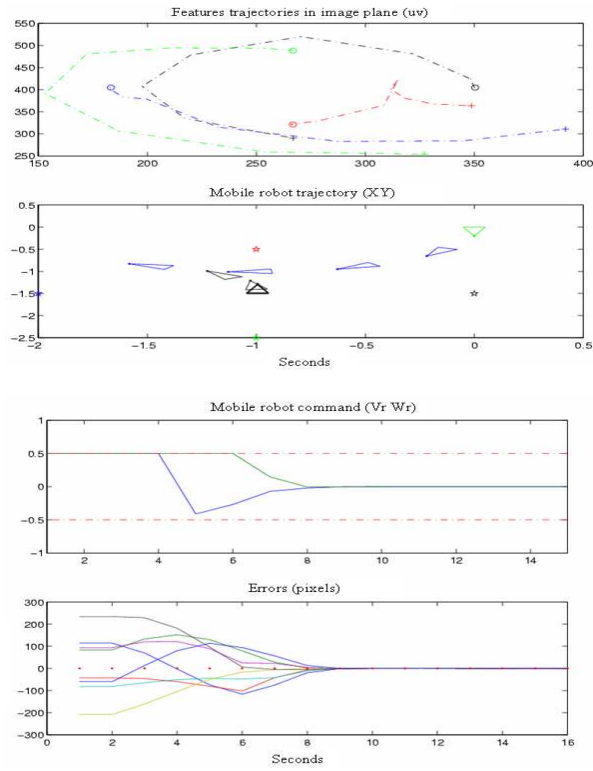 Features trajectories in image plane (uv)
550
500
450
400
350
300
250
150 200 250 300 350 400
Mobile robot trajectory (XY)
0.5
0
−0.5
−1
−1.5
−2
−2.5
−2 −1.5 −1 −0.5 0 0.5
Seconds
Mobile robot command (Vr Wr)
1
0.5
0
−0.5
−1
2 4 6 8 10 12 14
Errors (pixels)
300
200
100
0
−100
−200
−300
0 2 4 6 8 10 12 14 16
Seconds